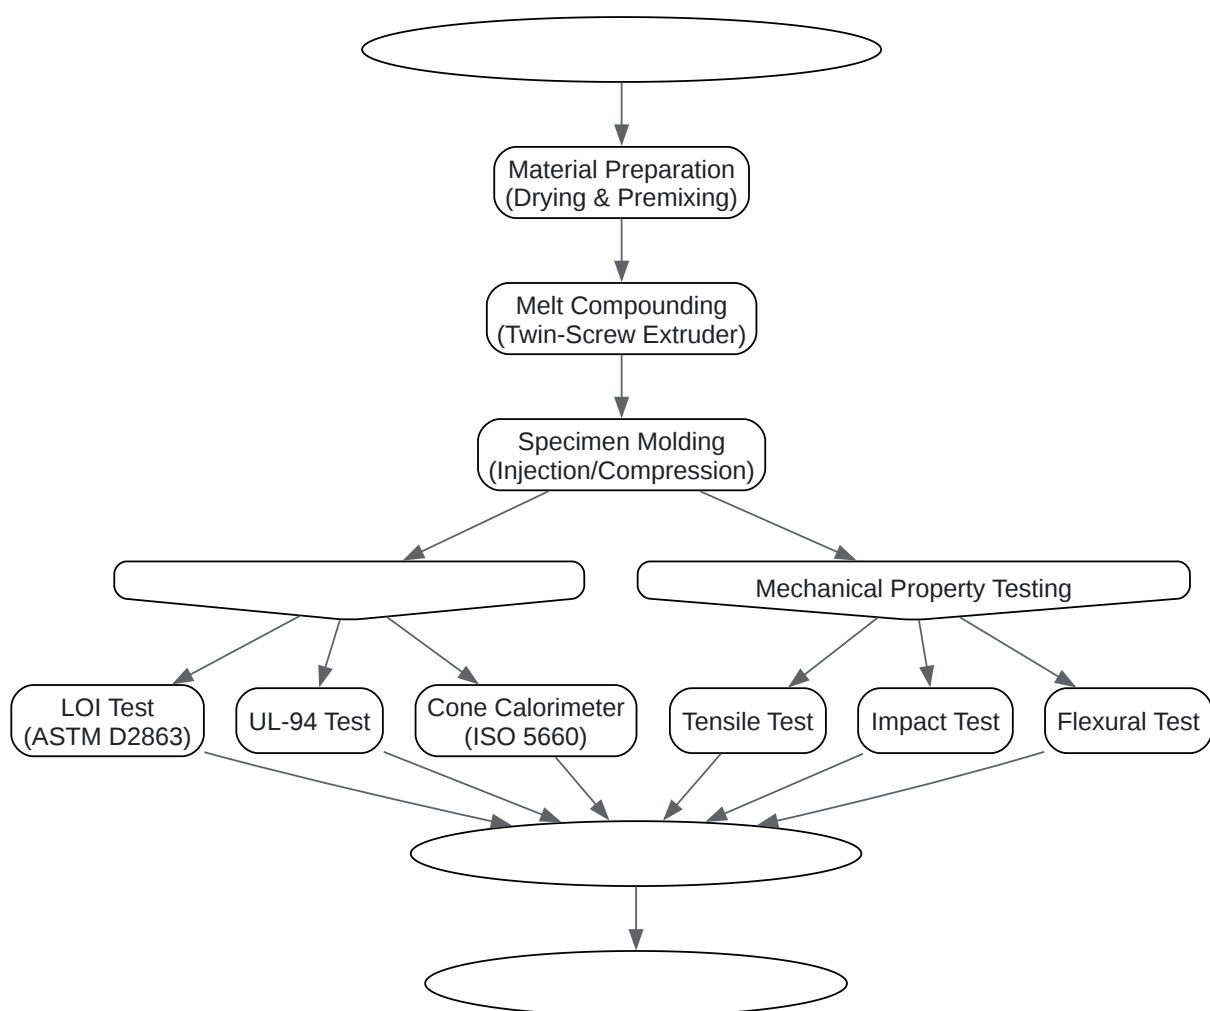 Material Preparation
(Drying & Premixing)
Melt Compounding
(Twin-Screw Extruder)
Specimen Molding
(Injection/Compression)
Mechanical Property Testing
LOI Test
(ASTM D2863)
UL-94 Test
Cone Calorimeter
(ISO 5660)
Tensile Test
Impact Test
Flexural Test